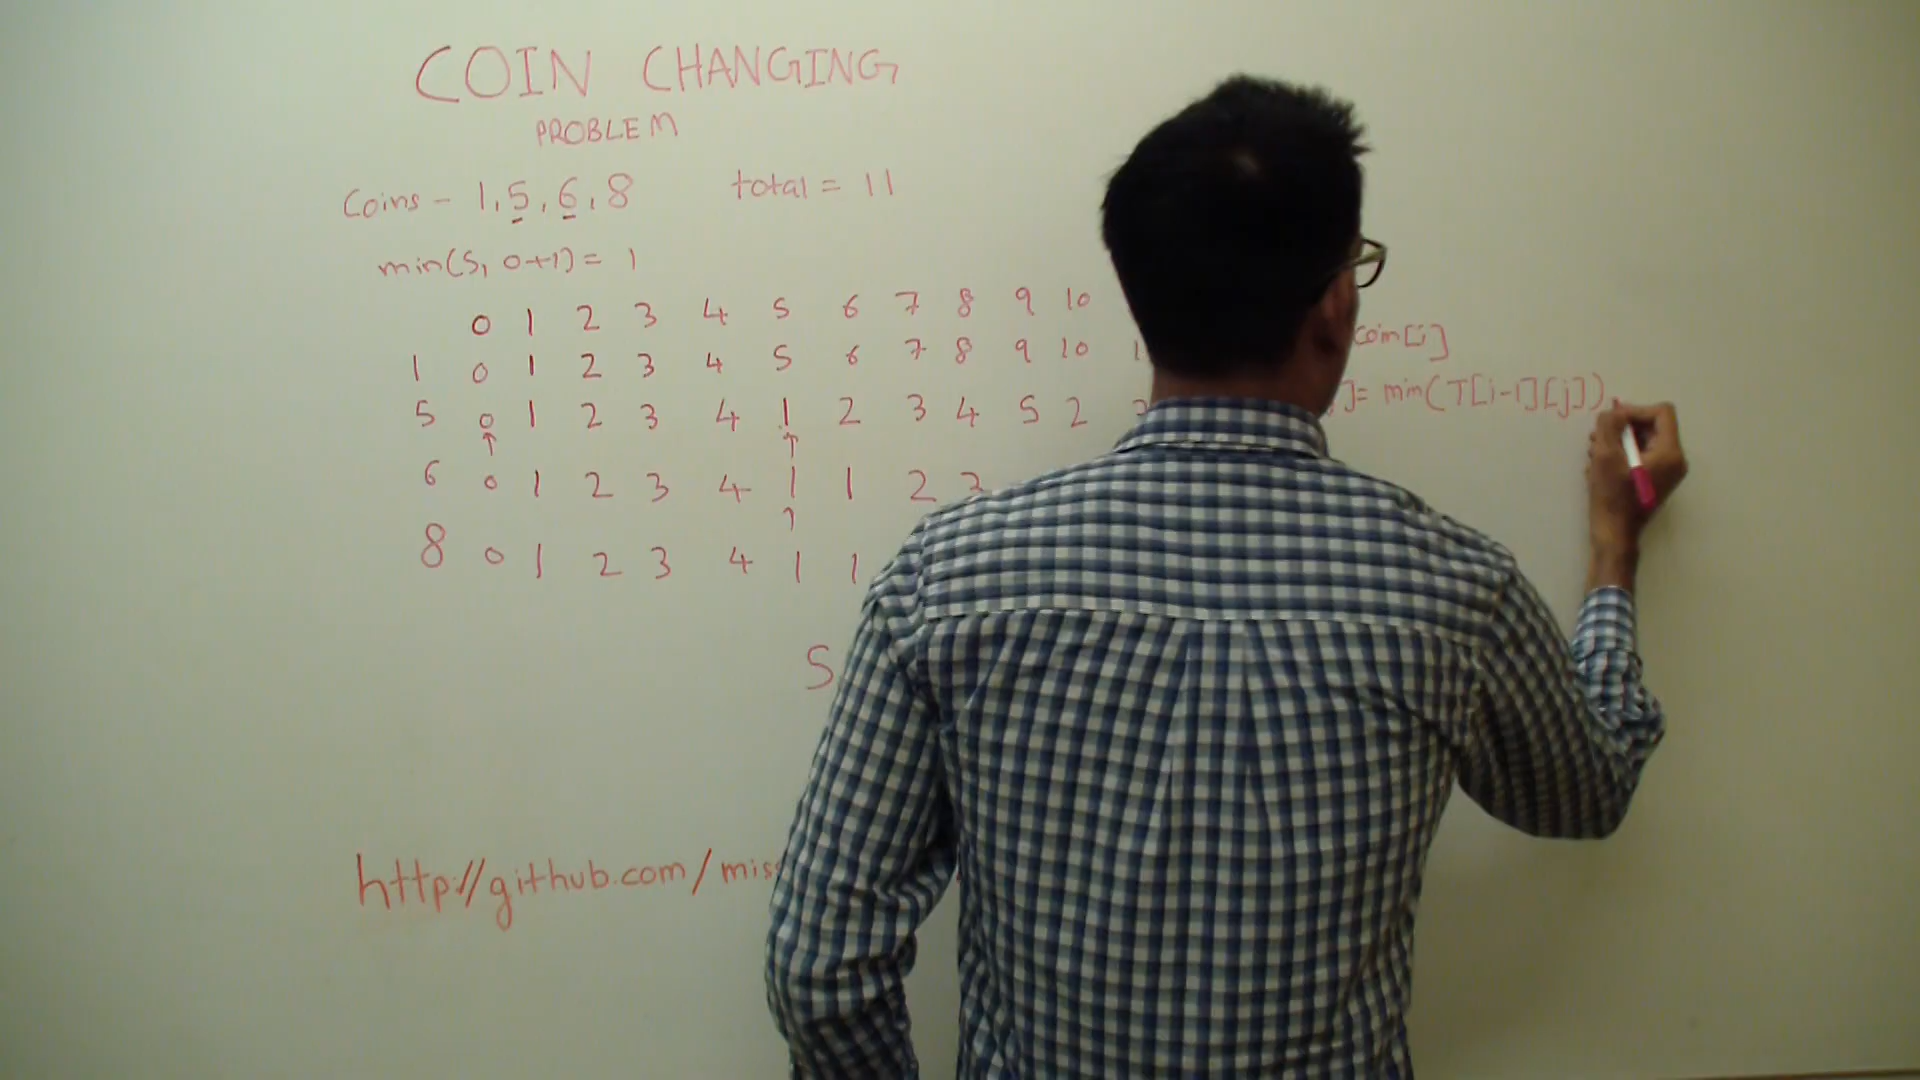 COIN CHANGING
PROBLEM
Coins - 1, 5, 6, 8 total = 11
min(5, 0+1) = 1
0 1 2 3 4 5 6 7 8 9 10
1 0 1 2 3 4 5 6 7 8 9 10 1
5 0 1 2 3 4 1 2 3 4 5 2
6 0 1 2 3 4 1 1 2 3
8 0 1 2 3 4 1 1
coin[i]
]= min(T[i-1][j]),
S
http://github.com/miss